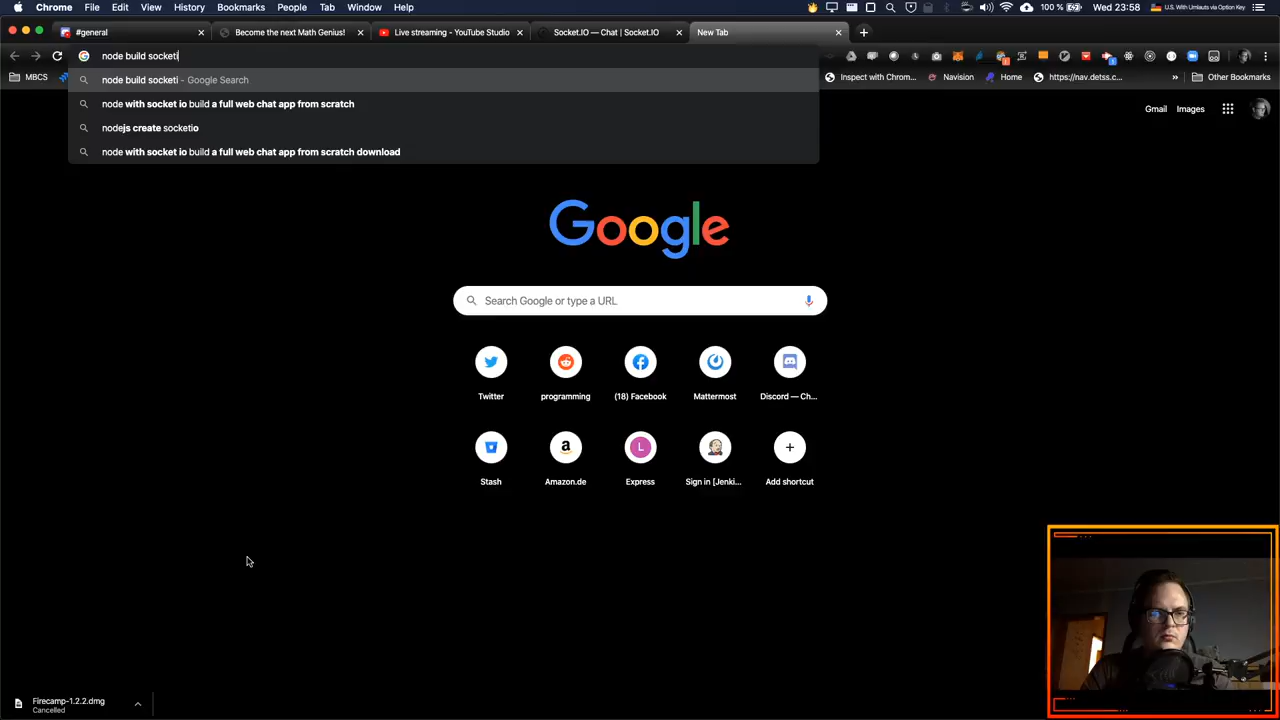 Chrome File Edit View History Bookmarks People Tab Window Help 100 % Wed 23:58 U.S. With Umlauts via Option Key
#general Become the next Math Genius! Live streaming - YouTube Studio Socket.IO — Chat | Socket.IO New Tab
node build socketi
node build socketi - Google Search
MBCS Inspect with Chrom... Navision Home https://nav.detss.c... » Other Bookmarks
node with socket io build a full web chat app from scratch
Gmail Images
nodejs create socketio
node with socket io build a full web chat app from scratch download
Google
Search Google or type a URL
Twitter programming (18) Facebook Mattermost Discord — Ch...
a L
Stash Amazon.de Express Sign in [Jenki... Add shortcut
Firecamp-1.2.2.dmg
Cancelled